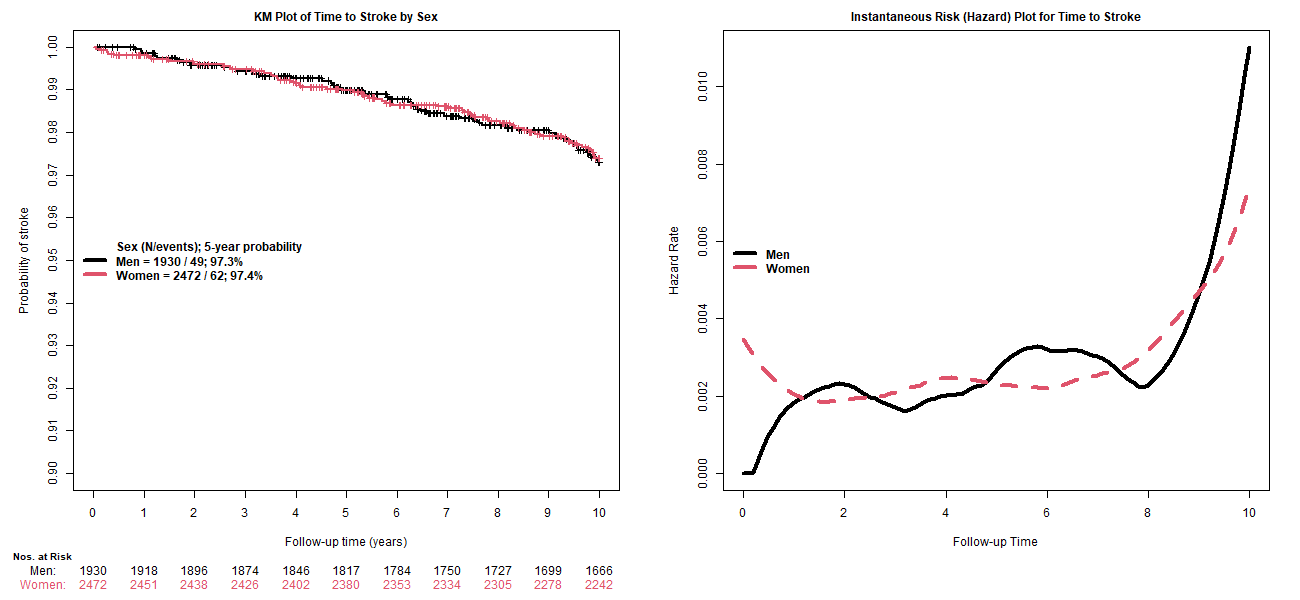 KM Plot of Time to Stroke by Sex
Probability of stroke
1.00
0.99
0.98
0.97
0.96
0.95
0.94
0.93
0.92
0.91
0.90
Sex (N/events); 5-year probability
Men = 1930 / 49; 97.3%
Women = 2472 / 62; 97.4%
0 1 2 3 4 5 6 7 8 9 10
Follow-up time (years)
Nos. at Risk
Men: 1930 1918 1896 1874 1846 1817 1784 1750 1727 1699 1666
Women: 2472 2451 2438 2426 2402 2380 2353 2334 2305 2278 2242
Instantaneous Risk (Hazard) Plot for Time to Stroke
Hazard Rate
0.010
0.008
0.006
0.004
0.002
0.000
Men
Women
0 2 4 6 8 10
Follow-up Time